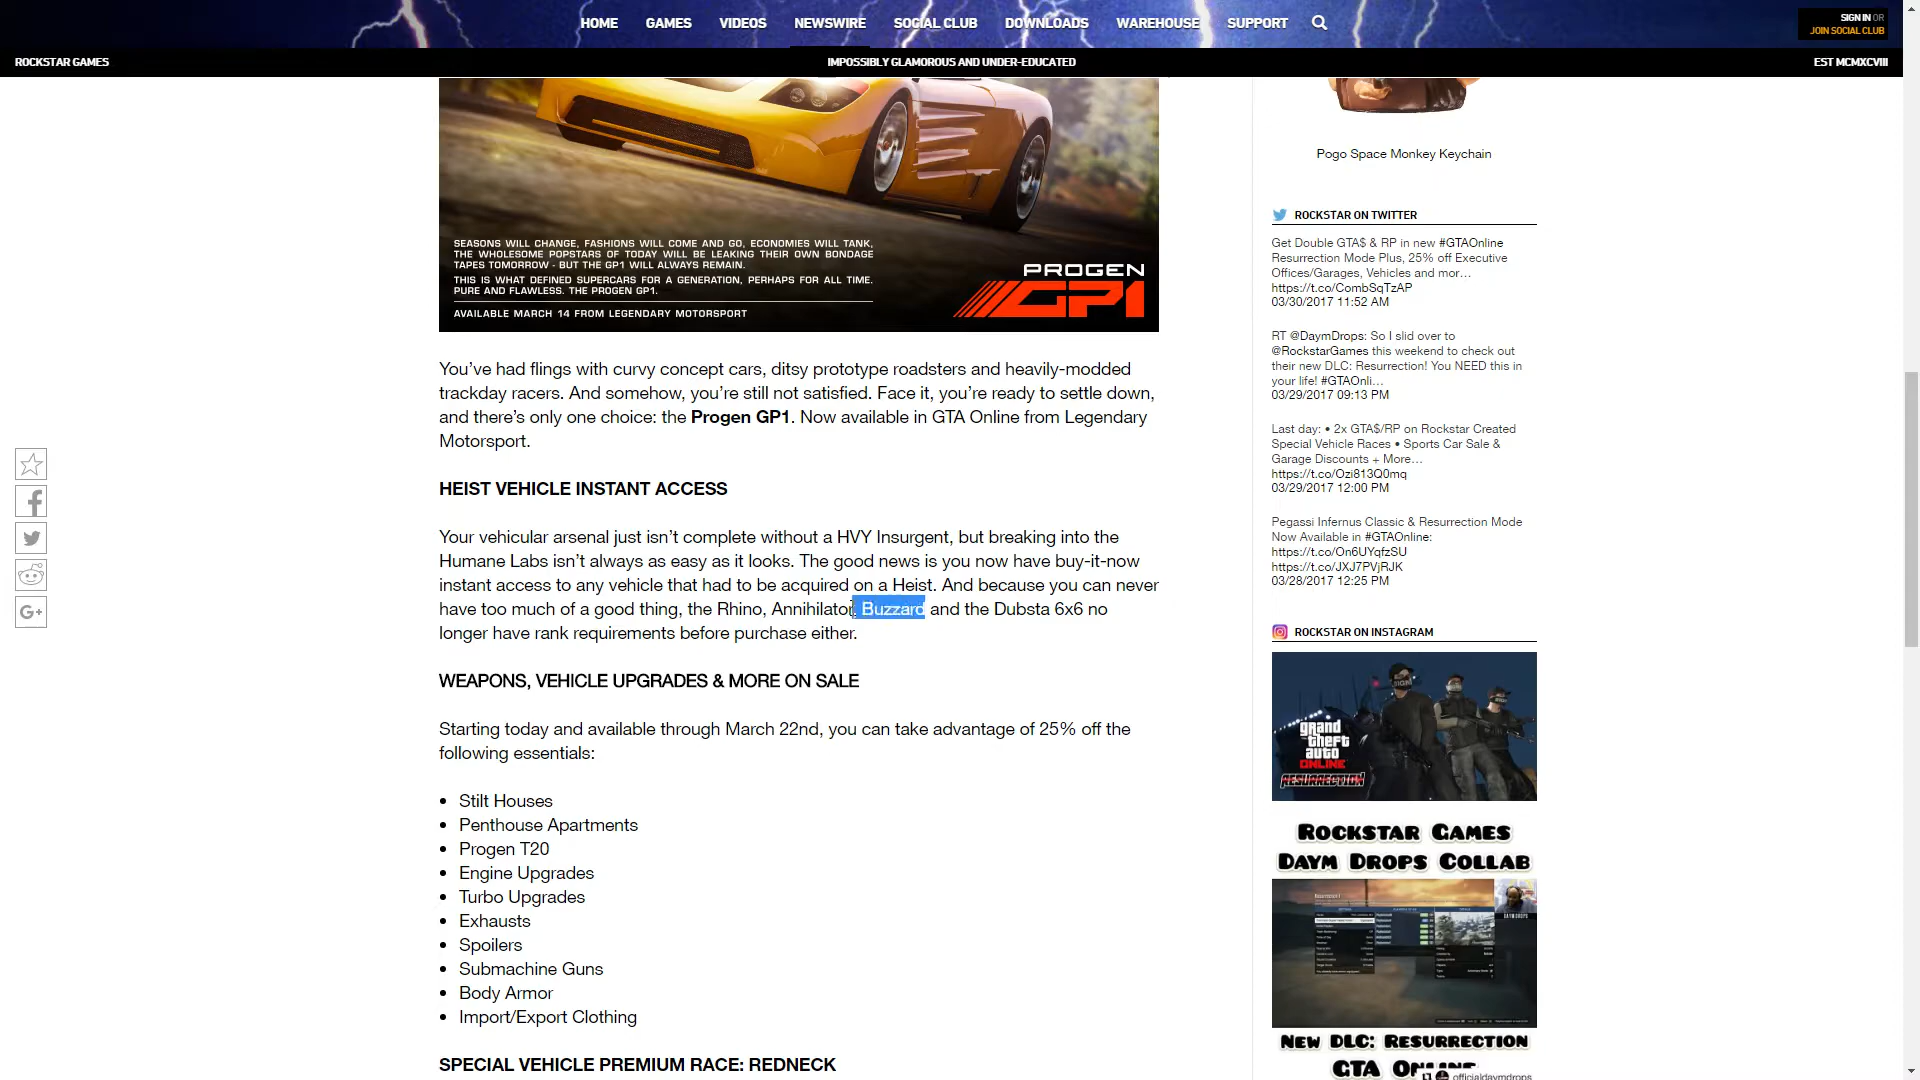 HOME GAMES VIDEOS NEWSWIRE SOCIAL CLUB DOWNLOADS WAREHOUSE SUPPORT
SIGN IN OR
JOIN SOCIAL CLUB
ROCKSTAR GAMES
IMPOSSIBLY GLAMOROUS AND UNDER-EDUCATED
EST MCMXCVIII
SEASONS WILL CHANGE, FASHIONS WILL COME AND GO, ECONOMIES WILL TANK,
THE WHOLESOME POPSTARS OF TODAY WILL BE LEAKING THEIR OWN BONDAGE
TAPES TOMORROW - BUT THE GP1 WILL ALWAYS REMAIN.
THIS IS WHAT DEFINED SUPERCARS FOR A GENERATION, PERHAPS FOR ALL TIME.
PURE AND FLAWLESS. THE PROGEN GP1.
AVAILABLE MARCH 14 FROM LEGENDARY MOTORSPORT
PROGEN
GP1
You’ve had flings with curvy concept cars, ditsy prototype roadsters and heavily-modded
trackday racers. And somehow, you’re still not satisfied. Face it, you’re ready to settle down,
and there’s only one choice: the Progen GP1. Now available in GTA Online from Legendary
Motorsport.
HEIST VEHICLE INSTANT ACCESS
Your vehicular arsenal just isn’t complete without a HVY Insurgent, but breaking into the
Humane Labs isn’t always as easy as it looks. The good news is you now have buy-it-now
instant access to any vehicle that had to be acquired on a Heist. And because you can never
have too much of a good thing, the Rhino, Annihilator, Buzzard and the Dubsta 6x6 no
longer have rank requirements before purchase either.
WEAPONS, VEHICLE UPGRADES & MORE ON SALE
Starting today and available through March 22nd, you can take advantage of 25% off the
following essentials:
• Stilt Houses
• Penthouse Apartments
• Progen T20
• Engine Upgrades
• Turbo Upgrades
• Exhausts
• Spoilers
• Submachine Guns
• Body Armor
• Import/Export Clothing
SPECIAL VEHICLE PREMIUM RACE: REDNECK
Pogo Space Monkey Keychain
ROCKSTAR ON TWITTER
Get Double GTA$ & RP in new #GTAOnline
Resurrection Mode Plus, 25% off Executive
Offices/Garages, Vehicles and mor…
https://t.co/CombSqTzAP
03/30/2017 11:52 AM
RT @DaymDrops: So I slid over to
@RockstarGames this weekend to check out
their new DLC: Resurrection! You NEED this in
your life! #GTAOnli…
03/29/2017 09:13 PM
Last day: • 2x GTA$/RP on Rockstar Created
Special Vehicle Races • Sports Car Sale &
Garage Discounts + More…
https://t.co/Ozi813Q0mq
03/29/2017 12:00 PM
Pegassi Infernus Classic & Resurrection Mode
Now Available in #GTAOnline:
https://t.co/On6UYqfzSU
https://t.co/JXJ7PVjRJK
03/28/2017 12:25 PM
ROCKSTAR ON INSTAGRAM
grand
theft
auto
ONLINE
RESURRECTION
ROCKSTAR GAMES
DAYM DROPS COLLAB
DAYM DROPS
NEW DLC: RESURRECTION
GTA ONLINE
officialdaymdrops